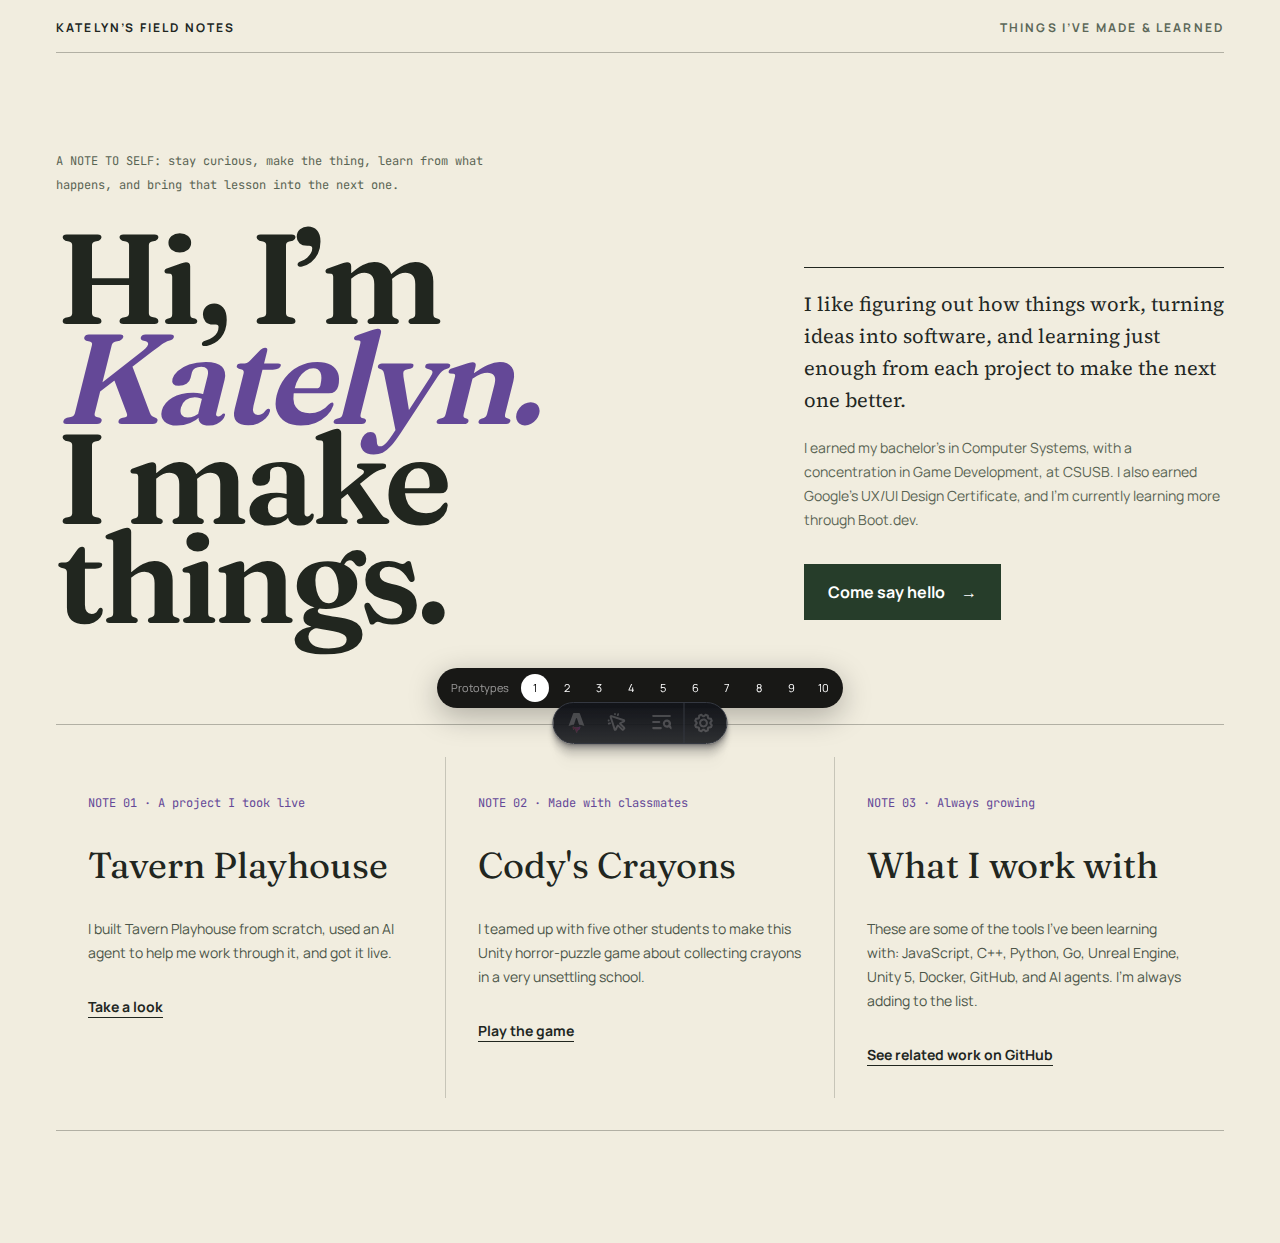 KATELYN'S FIELD NOTES
THINGS I'VE MADE & LEARNED
A NOTE TO SELF: stay curious, make the thing, learn from what
happens, and bring that lesson into the next one.
Hi, I’m
Katelyn.
I make
things.
I like figuring out how things work, turning
ideas into software, and learning just
enough from each project to make the next
one better.
I earned my bachelor's in Computer Systems, with a
concentration in Game Development, at CSUSB. I also earned
Google's UX/UI Design Certificate, and I'm currently learning more
through Boot.dev.
Come say hello →
Prototypes 1 2 3 4 5 6 7 8 9 10
NOTE 01 · A project I took live
Tavern Playhouse
I built Tavern Playhouse from scratch, used an AI
agent to help me work through it, and got it live.
Take a look
NOTE 02 · Made with classmates
Cody's Crayons
I teamed up with five other students to make this
Unity horror-puzzle game about collecting crayons
in a very unsettling school.
Play the game
NOTE 03 · Always growing
What I work with
These are some of the tools I've been learning
with: JavaScript, C++, Python, Go, Unreal Engine,
Unity 5, Docker, GitHub, and AI agents. I'm always
adding to the list.
See related work on GitHub